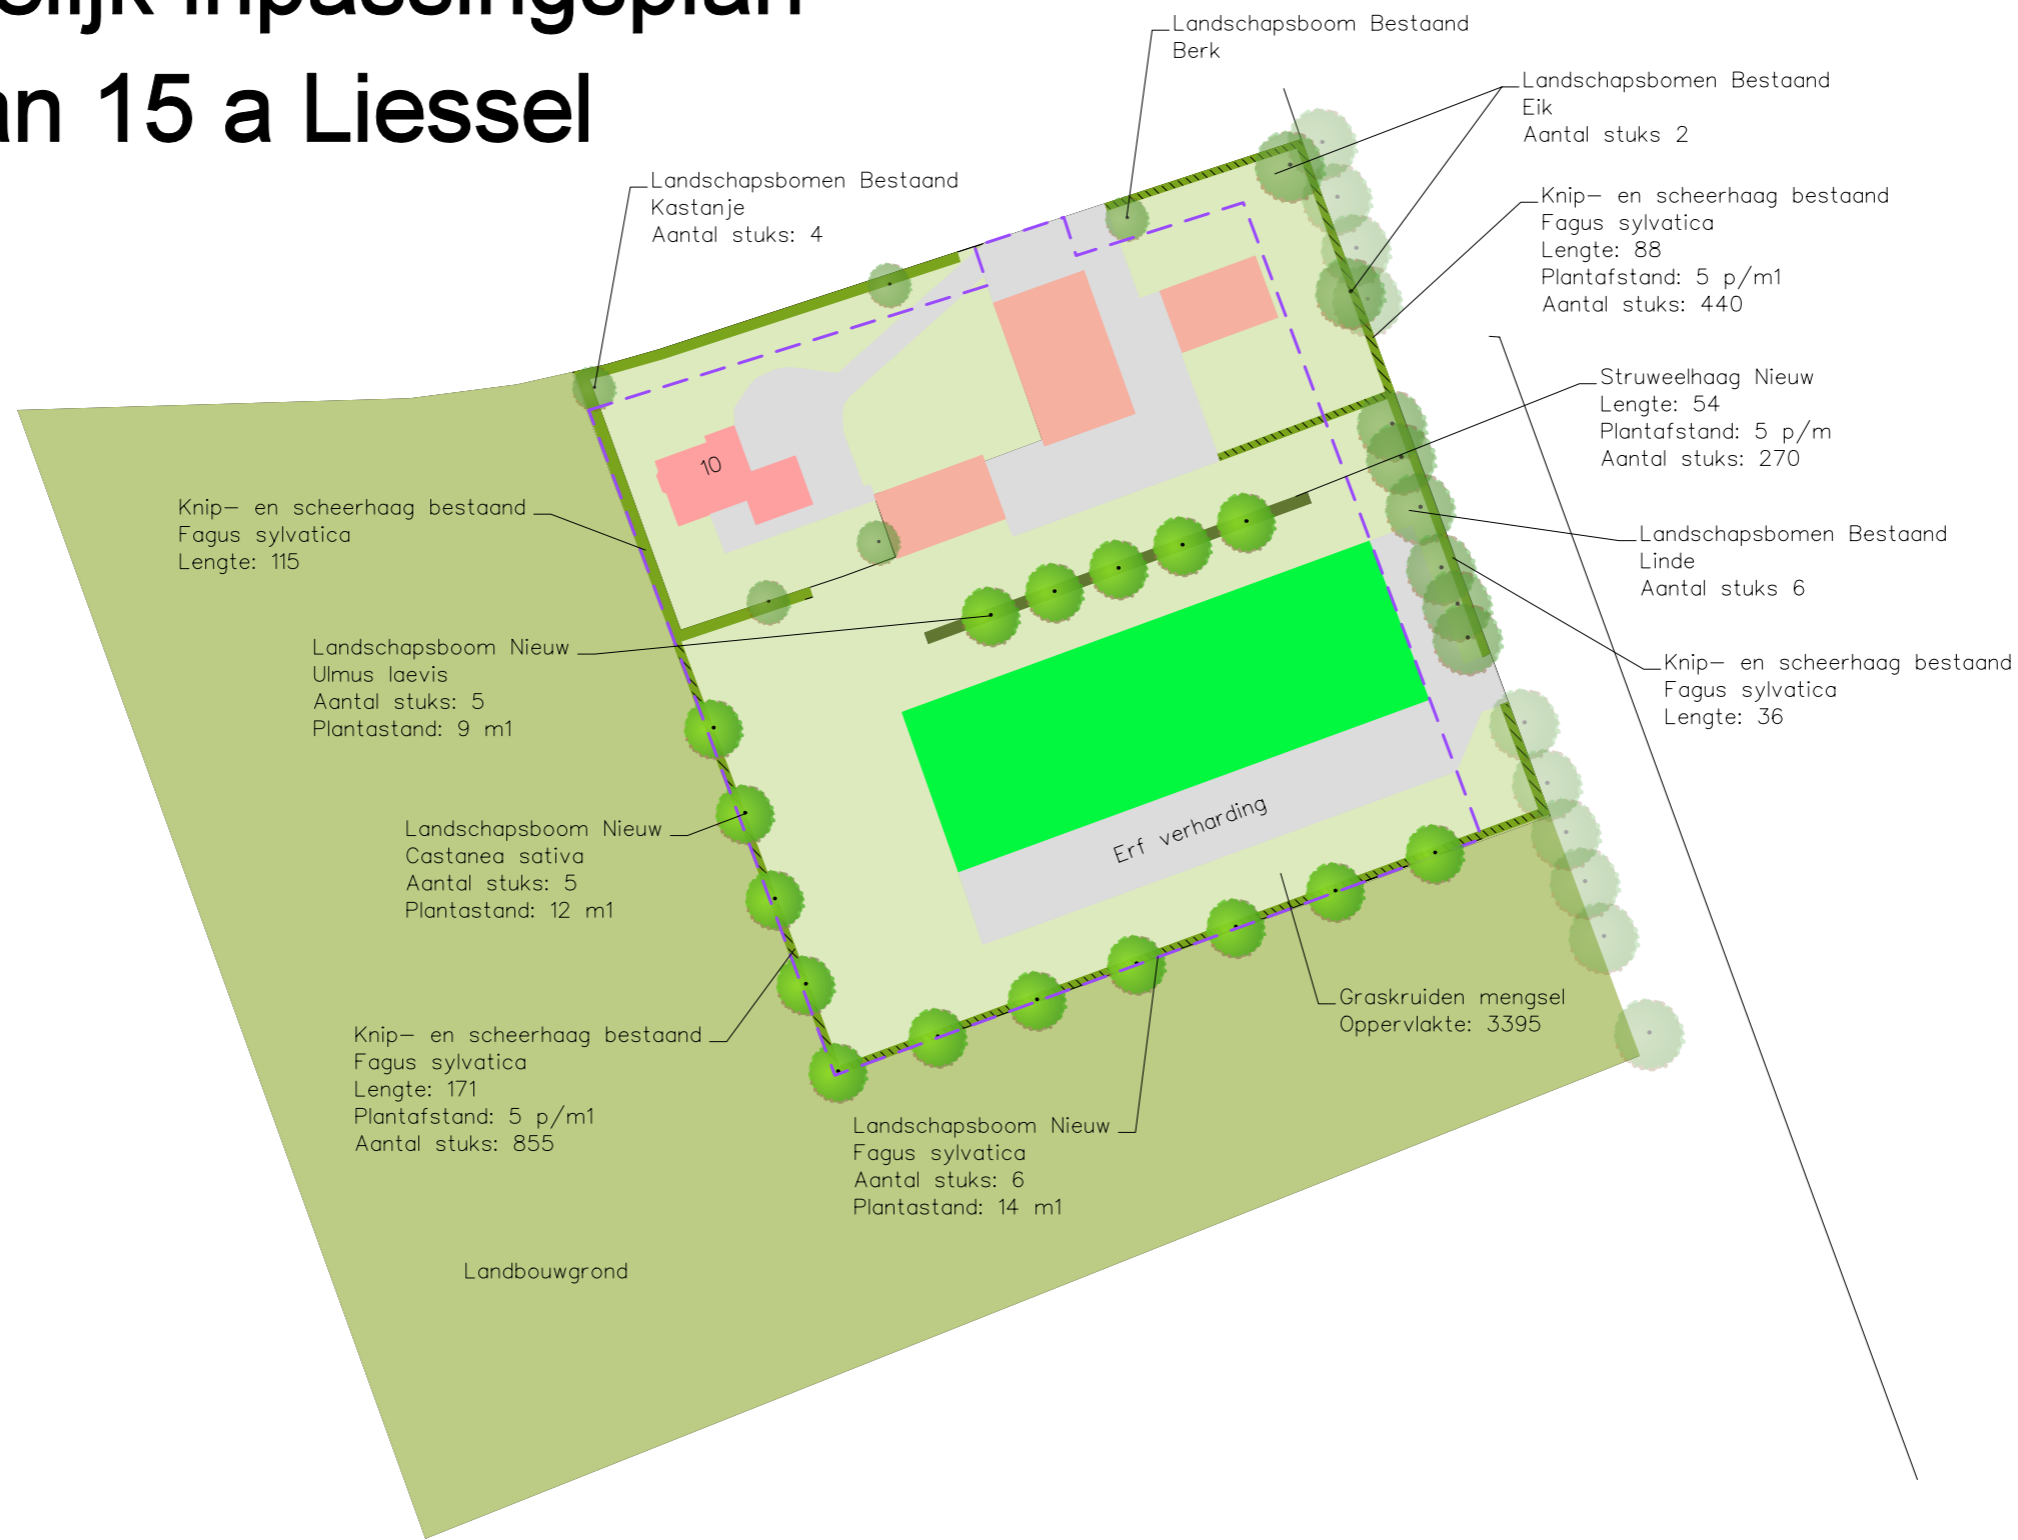 elijk inpassingsplan
an 15 a Liessel
Landschapsboom Bestaand
Berk
Landschapsbomen Bestaand
Eik
Aantal stuks 2
Landschapsbomen Bestaand
Kastanje
Aantal stuks: 4
Knip- en scheerhaag bestaand
Fagus sylvatica
Lengte: 88
Plantafstand: 5 p/m1
Aantal stuks: 440
Struweelhaag Nieuw
Lengte: 54
Plantafstand: 5 p/m
Aantal stuks: 270
10
Knip- en scheerhaag bestaand
Fagus sylvatica
Lengte: 115
Landschapsbomen Bestaand
Linde
Aantal stuks 6
Landschapsboom Nieuw
Ulmus laevis
Aantal stuks: 5
Plantastand: 9 m1
Knip- en scheerhaag bestaand
Fagus sylvatica
Lengte: 36
Erf verharding
Landschapsboom Nieuw
Castanea sativa
Aantal stuks: 5
Plantastand: 12 m1
Graskruiden mengsel
Oppervlakte: 3395
Knip- en scheerhaag bestaand
Fagus sylvatica
Lengte: 171
Plantafstand: 5 p/m1
Aantal stuks: 855
Landschapsboom Nieuw
Fagus sylvatica
Aantal stuks: 6
Plantastand: 14 m1
Landbouwgrond